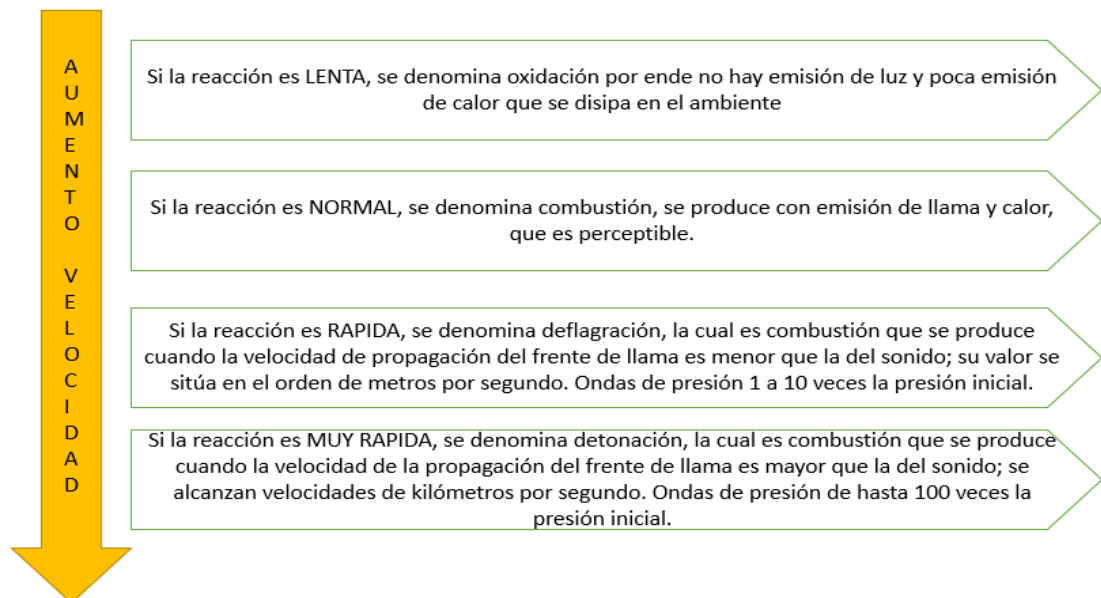 AUMENTO VELOCIDAD
Si la reacción es LENTA, se denomina oxidación por ende no hay emisión de luz y poca emisión
de calor que se disipa en el ambiente
Si la reacción es NORMAL, se denomina combustión, se produce con emisión de llama y calor,
que es perceptible.
Si la reacción es RAPIDA, se denomina deflagración, la cual es combustión que se produce
cuando la velocidad de propagación del frente de llama es menor que la del sonido; su valor se
sitúa en el orden de metros por segundo. Ondas de presión 1 a 10 veces la presión inicial.
Si la reacción es MUY RAPIDA, se denomina detonación, la cual es combustión que se produce
cuando la velocidad de la propagación del frente de llama es mayor que la del sonido; se
alcanzan velocidades de kilómetros por segundo. Ondas de presión de hasta 100 veces la
presión inicial.